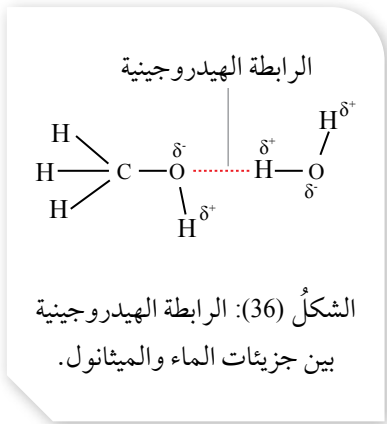 الرابطة الهيدروجينية
H
H
H
C
O
δ-
H
δ+
H
δ+
O
δ-
H
δ+
الشكلُ (36): الرابطة الهيدروجينية
بين جزيئات الماء والميثانول.